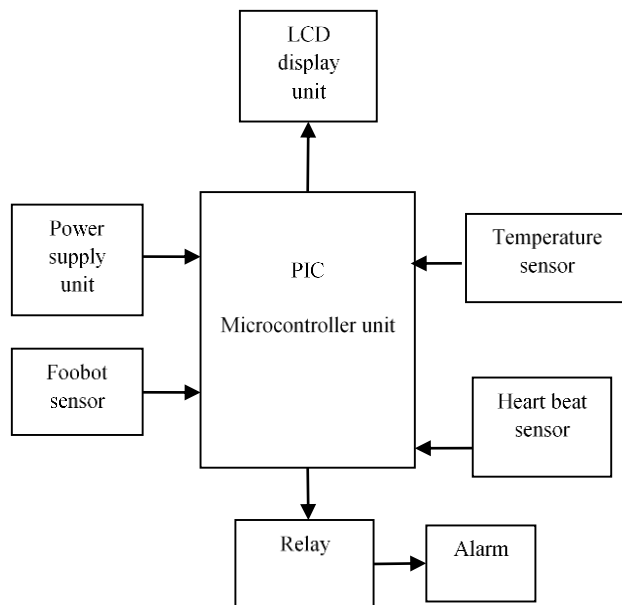 LCD
display
unit
Power
supply
unit
PIC
Microcontroller unit
Temperature
sensor
Foobot
sensor
Heart beat
sensor
Relay
Alarm